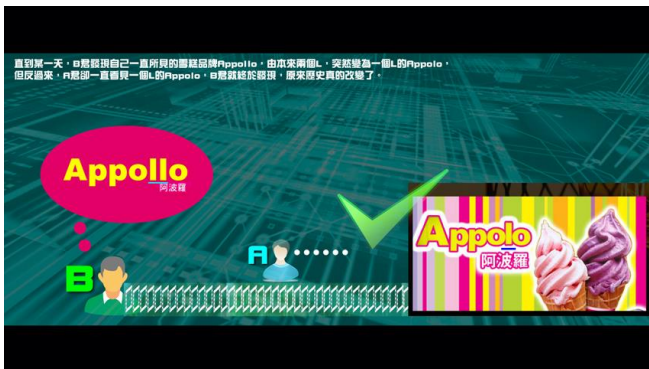 直到某一天，B君發現自己一直所見的雪糕品牌Appollo，由本來兩個L，突然變為一個L的Appolo，
但反過來，A君卻一直看見一個L的Appolo，B君就終於發現，原來歷史真的改變了。
Appollo
阿波羅
A
B
Appolo
阿波羅